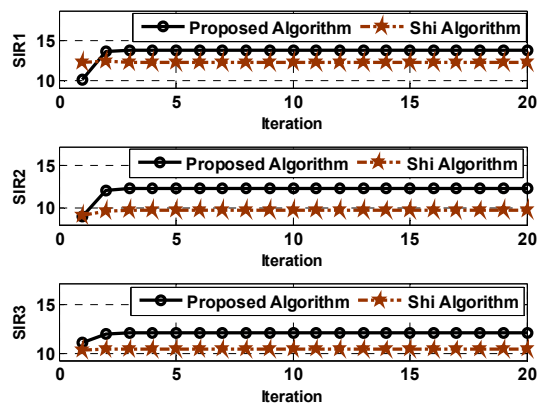 SIR1
15
10
Proposed Algorithm Shi Algorithm
0 5 10 15 20
Iteration
SIR2
15
10
Proposed Algorithm Shi Algorithm
0 5 10 15 20
Iteration
SIR3
15
10
Proposed Algorithm Shi Algorithm
0 5 10 15 20
Iteration